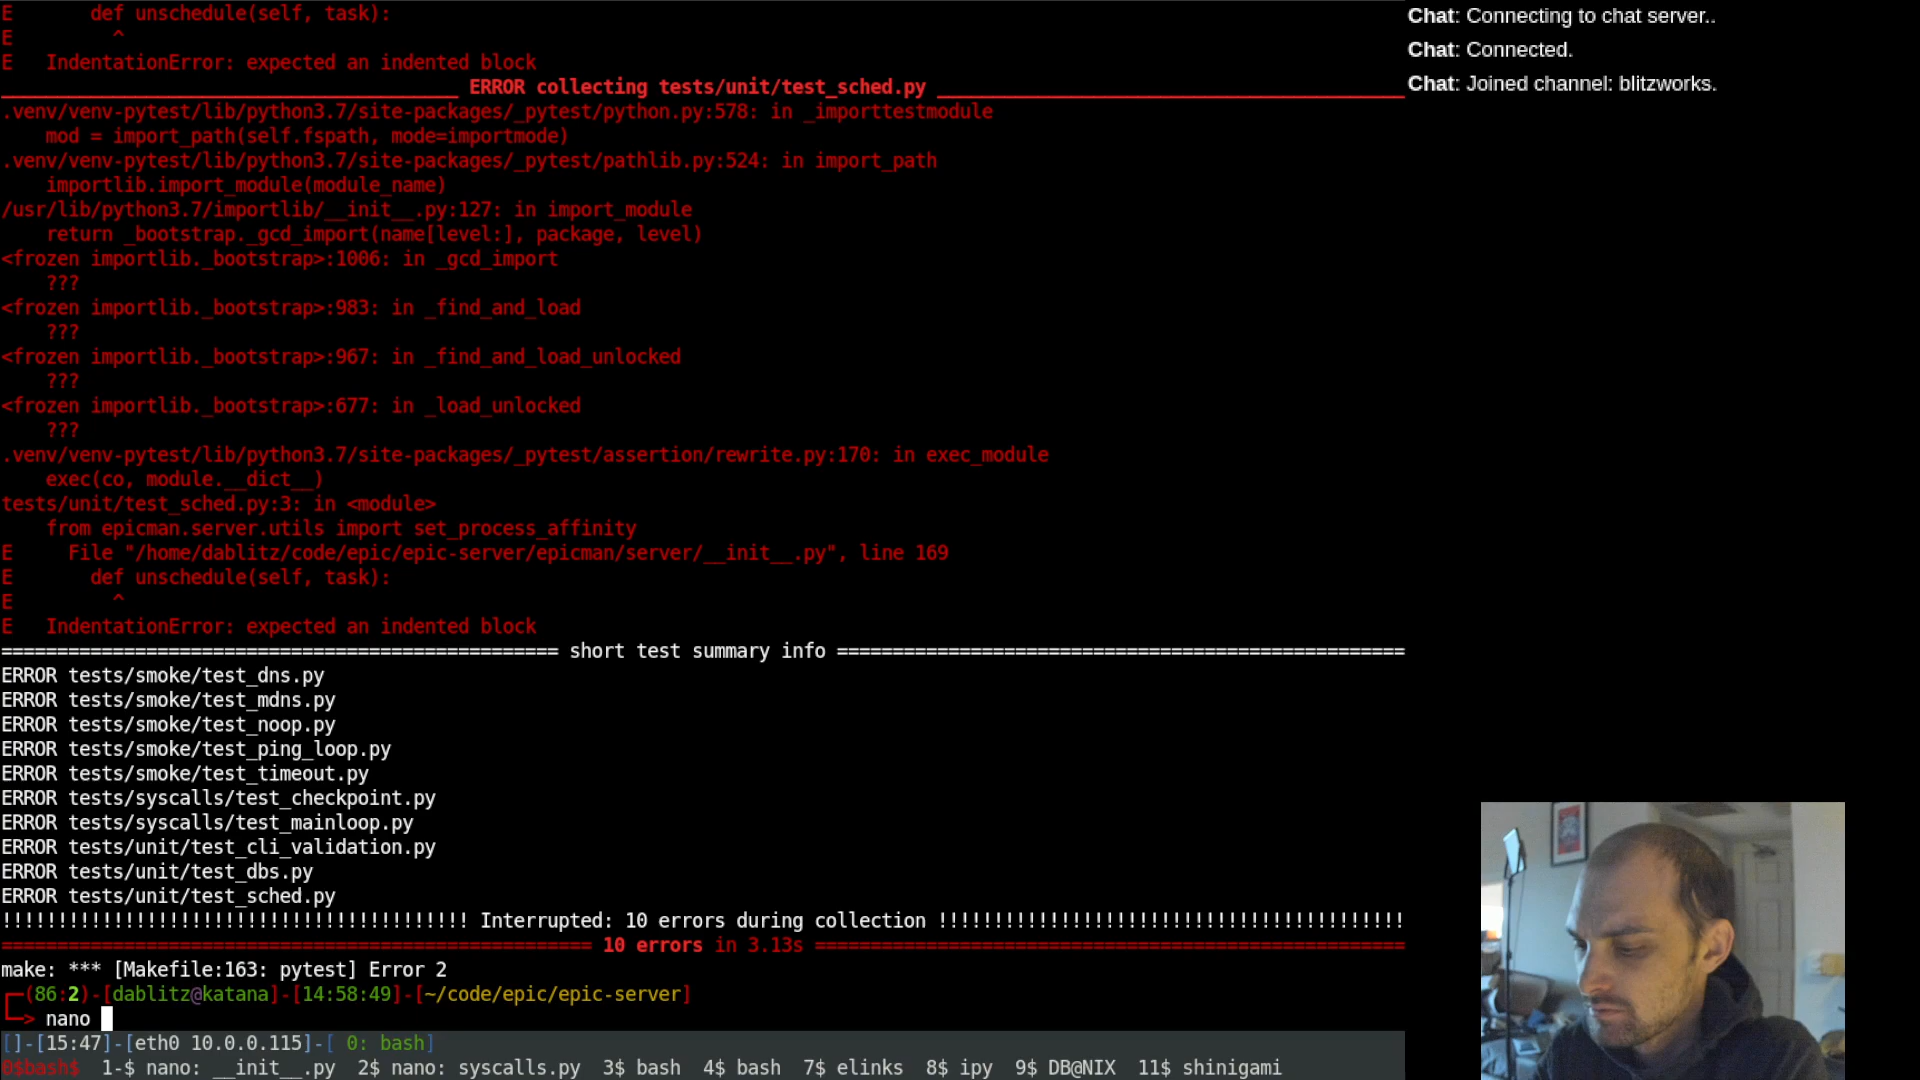 E       def unschedule(self, task):
E         ^
E   IndentationError: expected an indented block
ERROR collecting tests/unit/test_sched.py
.venv/venv-pytest/lib/python3.7/site-packages/_pytest/python.py:578: in _importtestmodule
    mod = import_path(self.fspath, mode=importmode)
.venv/venv-pytest/lib/python3.7/site-packages/_pytest/pathlib.py:524: in import_path
    importlib.import_module(module_name)
/usr/lib/python3.7/importlib/__init__.py:127: in import_module
    return _bootstrap._gcd_import(name[level:], package, level)
<frozen importlib._bootstrap>:1006: in _gcd_import
    ???
<frozen importlib._bootstrap>:983: in _find_and_load
    ???
<frozen importlib._bootstrap>:967: in _find_and_load_unlocked
    ???
<frozen importlib._bootstrap>:677: in _load_unlocked
    ???
.venv/venv-pytest/lib/python3.7/site-packages/_pytest/assertion/rewrite.py:170: in exec_module
    exec(co, module.__dict__)
tests/unit/test_sched.py:3: in <module>
    from epicman.server.utils import set_process_affinity
E     File "/home/dablitz/code/epic/epic-server/epicman/server/__init__.py", line 169
E       def unschedule(self, task):
E         ^
E   IndentationError: expected an indented block
================================================== short test summary info ===================================================
ERROR tests/smoke/test_dns.py
ERROR tests/smoke/test_mdns.py
ERROR tests/smoke/test_noop.py
ERROR tests/smoke/test_ping_loop.py
ERROR tests/smoke/test_timeout.py
ERROR tests/syscalls/test_checkpoint.py
ERROR tests/syscalls/test_mainloop.py
ERROR tests/unit/test_cli_validation.py
ERROR tests/unit/test_dbs.py
ERROR tests/unit/test_sched.py
!!!!!!!!!!!!!!!!!!!!!!!!!!!!!!!!!!!!!!!!!! Interrupted: 10 errors during collection !!!!!!!!!!!!!!!!!!!!!!!!!!!!!!!!!!!!!!!!!!
===================================================== 10 errors in 3.13s =====================================================
make: *** [Makefile:163: pytest] Error 2
┌─(86:2)-[dablitz@katana]-[14:58:49]-[~/code/epic/epic-server]
└─> nano
[]-[15:47]-[eth0 10.0.0.115]-[ 0: bash]
0$bash$  1-$ nano: __init__.py  2$ nano: syscalls.py  3$ bash  4$ bash  7$ elinks  8$ ipy  9$ DB@NIX  11$ shinigami
Chat: Connecting to chat server..
Chat: Connected.
Chat: Joined channel: blitzworks.